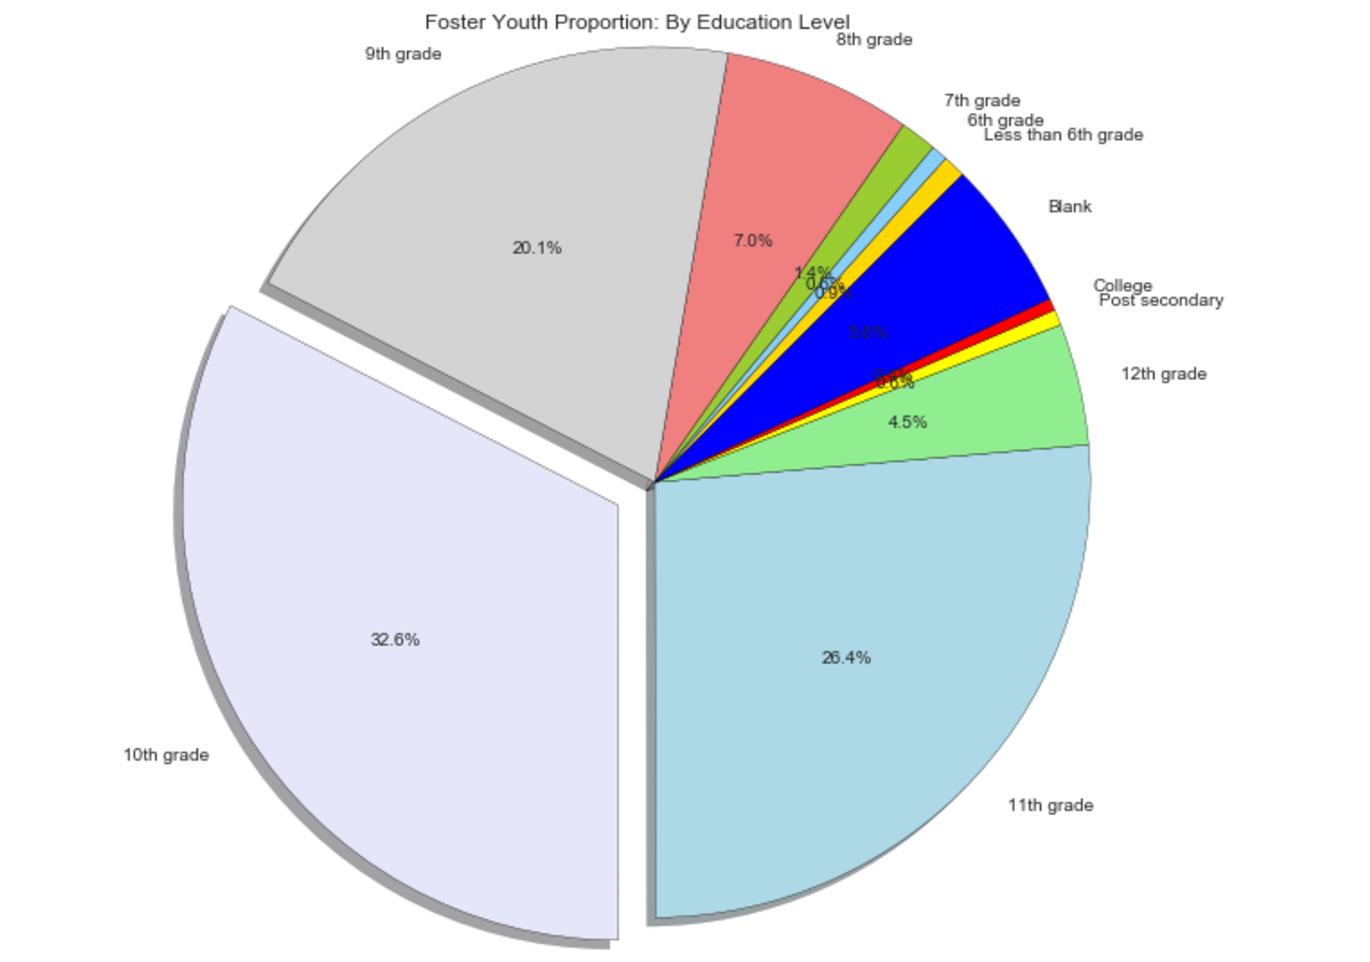 Foster Youth Proportion: By Education Level
8th grade
9th grade
7th grade
6th grade
Less than 6th grade
Blank
20.1%
7.0%
1.4%
0.9%
College
Post secondary
12th grade
4.5%
32.6%
26.4%
10th grade
11th grade